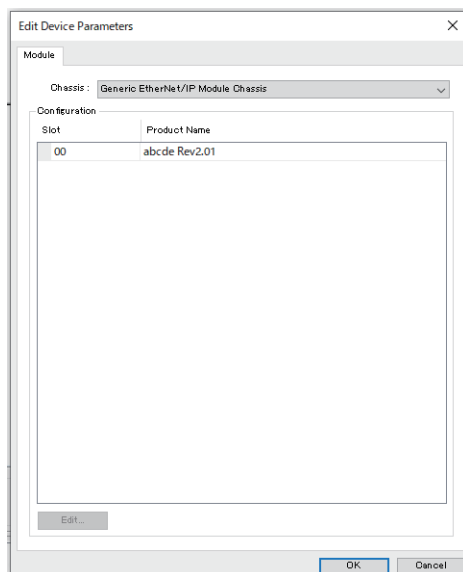 Edit Device Parameters
Module
Chassis : Generic EtherNet/IP Module Chassis
Configuration
Slot Product Name
00 abcde Rev2.01
Edit...
OK Cancel